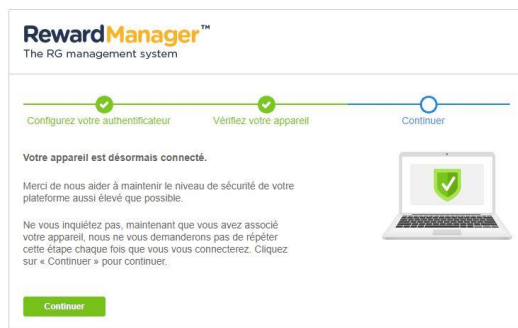 RewardManager™
The RG management system
Configurez votre authentificateur
Vérifiez votre appareil
Continuer
Votre appareil est désormais connecté.
Merci de nous aider à maintenir le niveau de sécurité de votre
plateforme aussi élevé que possible.
Ne vous inquiétez pas, maintenant que vous avez associé
votre appareil, nous ne vous demanderons pas de répéter
cette étape chaque fois que vous vous connecterez. Cliquez
sur « Continuer » pour continuer.
Continuer